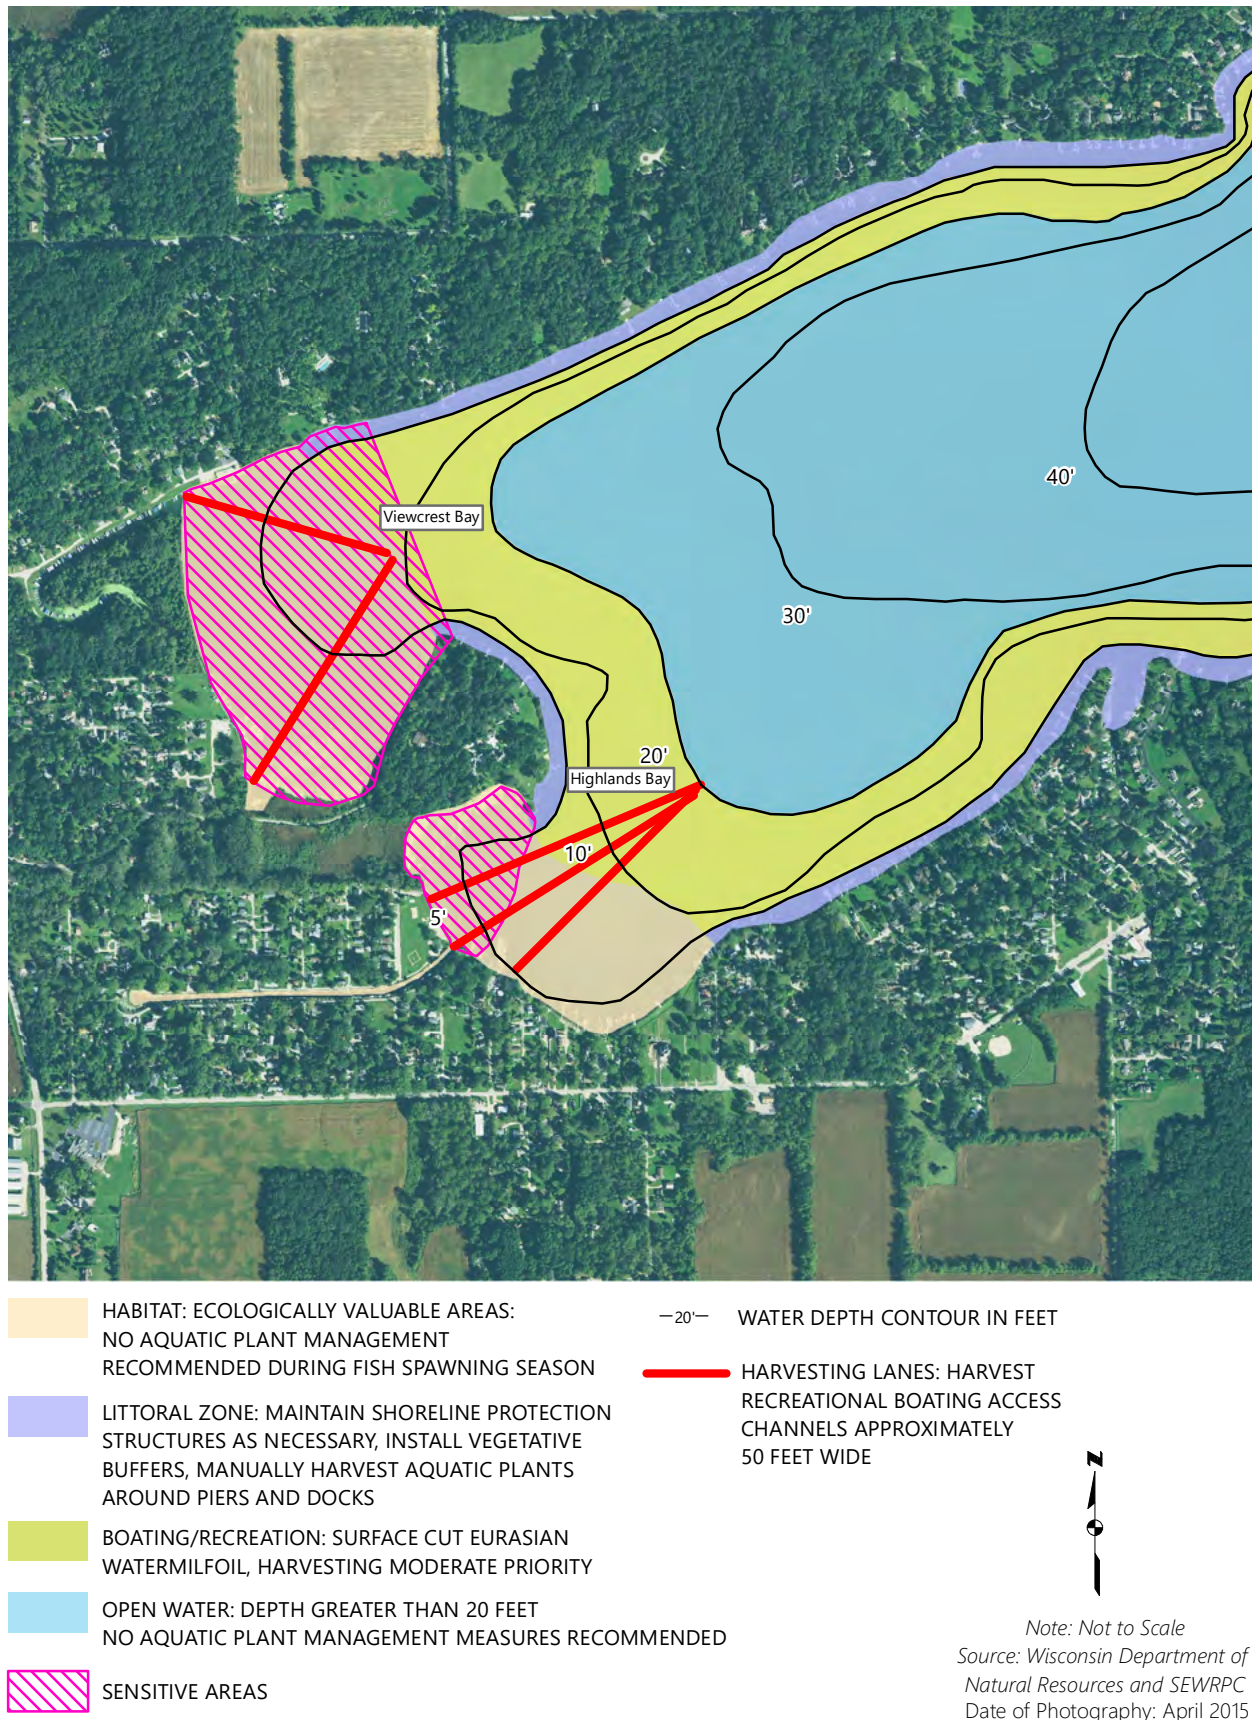 Viewcrest Bay
40'
30'
20'
Highlands Bay
10'
5'
HABITAT: ECOLOGICALLY VALUABLE AREAS:
NO AQUATIC PLANT MANAGEMENT
RECOMMENDED DURING FISH SPAWNING SEASON
LITTORAL ZONE: MAINTAIN SHORELINE PROTECTION
STRUCTURES AS NECESSARY, INSTALL VEGETATIVE
BUFFERS, MANUALLY HARVEST AQUATIC PLANTS
AROUND PIERS AND DOCKS
BOATING/RECREATION: SURFACE CUT EURASIAN
WATERMILFOIL, HARVESTING MODERATE PRIORITY
OPEN WATER: DEPTH GREATER THAN 20 FEET
NO AQUATIC PLANT MANAGEMENT MEASURES RECOMMENDED
SENSITIVE AREAS
—20'— WATER DEPTH CONTOUR IN FEET
HARVESTING LANES: HARVEST
RECREATIONAL BOATING ACCESS
CHANNELS APPROXIMATELY
50 FEET WIDE
N
Note: Not to Scale
Source: Wisconsin Department of
Natural Resources and SEWRPC
Date of Photography: April 2015